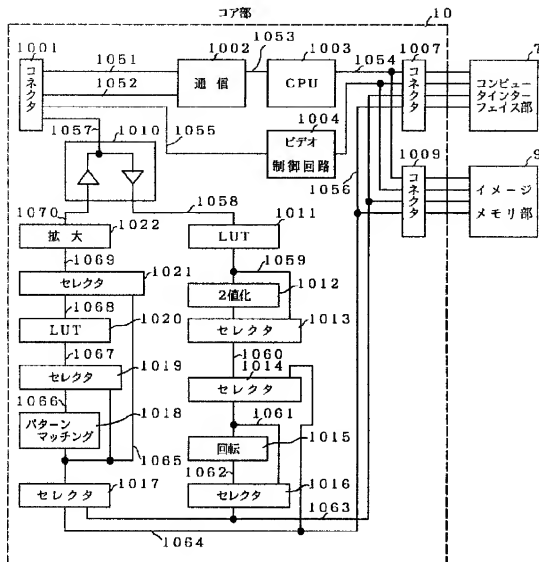 コア部
10
1001
コネクタ
1051
1052
1002
通信
1053
1003
CPU
1054
1007
コネクタ
7
コンピュー
タインター
フェイス部
1057
1010
1055
1004
ビデオ
制御回路
1056
1009
コネクタ
9
イメージ
メモリ部
1058
1070
1022
拡大
1011
LUT
1069
1021
セレクタ
1059
1012
2値化
1068
1020
LUT
1013
セレクタ
1067
1019
セレクタ
1060
1014
セレクタ
1066
1018
パターン
マッチング
1061
1015
回転
1065
1062
1017
セレクタ
1016
セレクタ
1063
1064